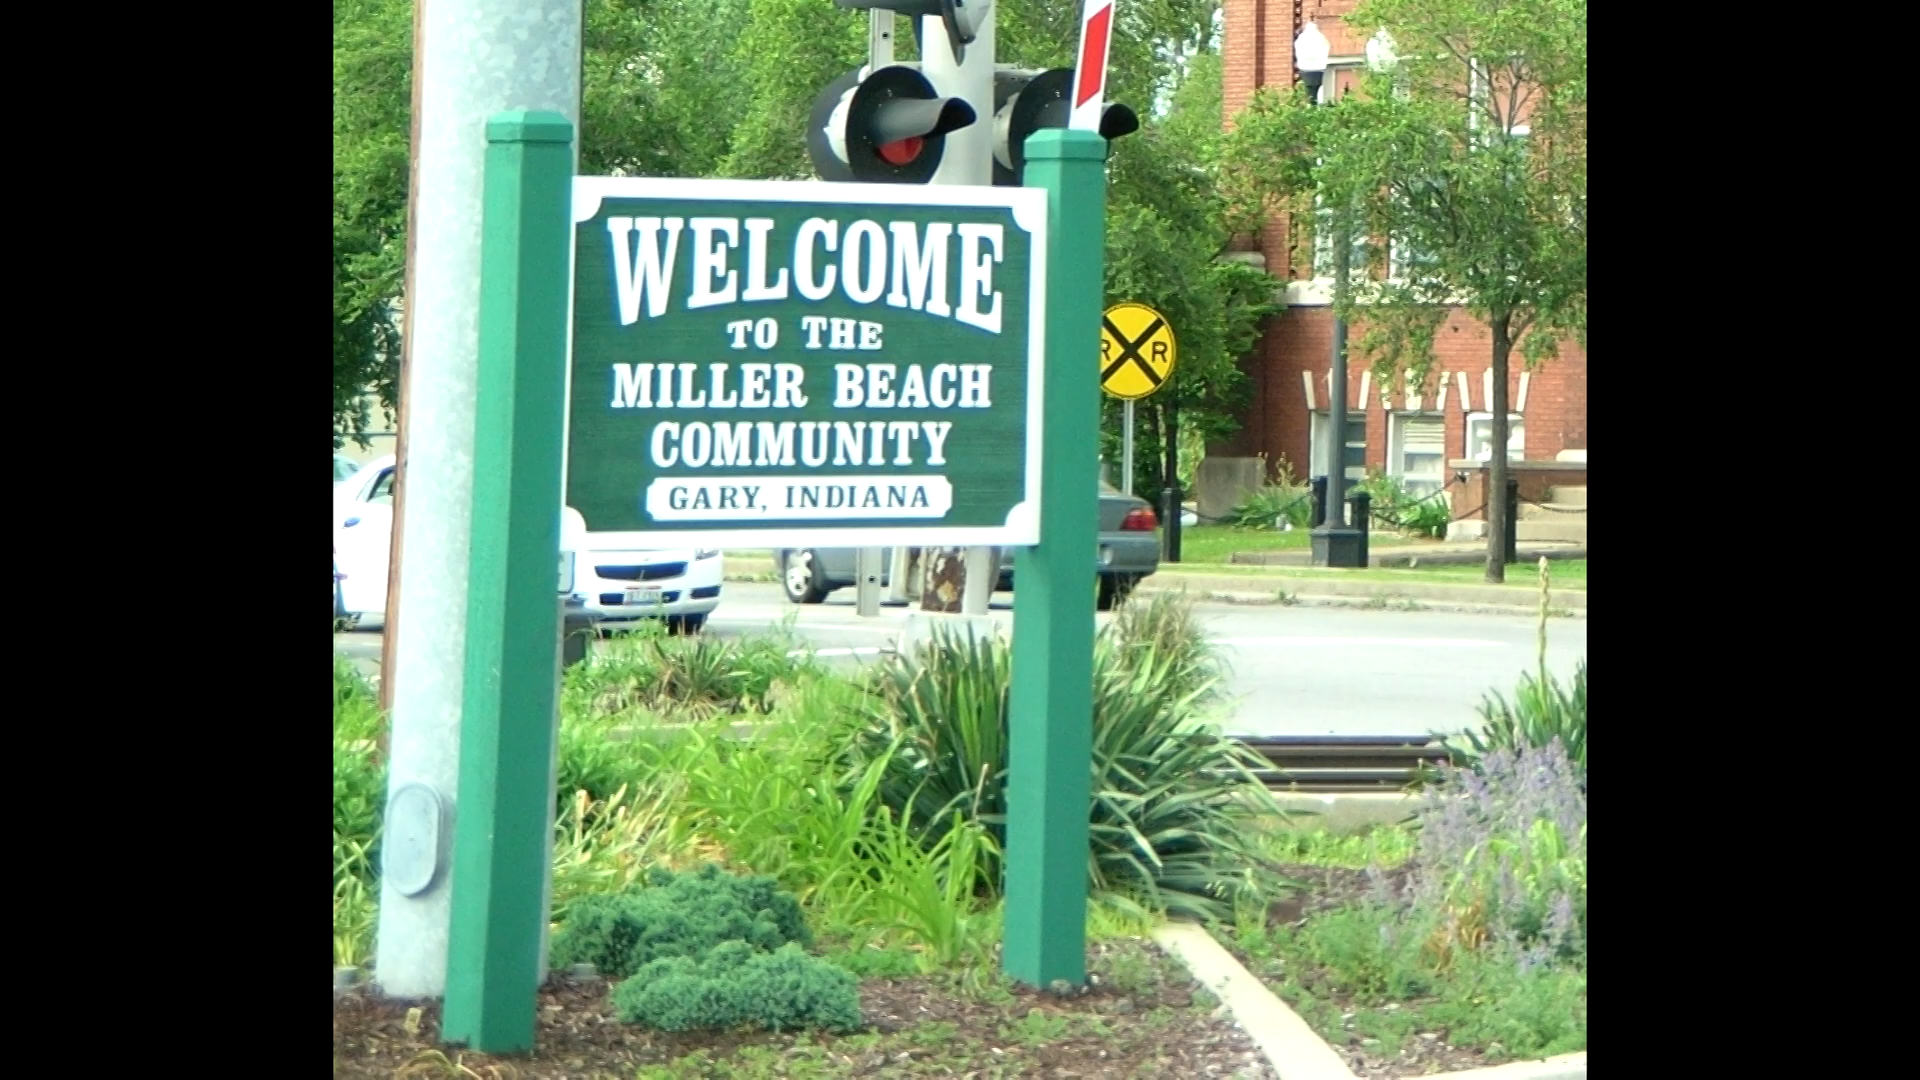 WELCOME
TO THE
MILLER BEACH
COMMUNITY
GARY, INDIANA
R R